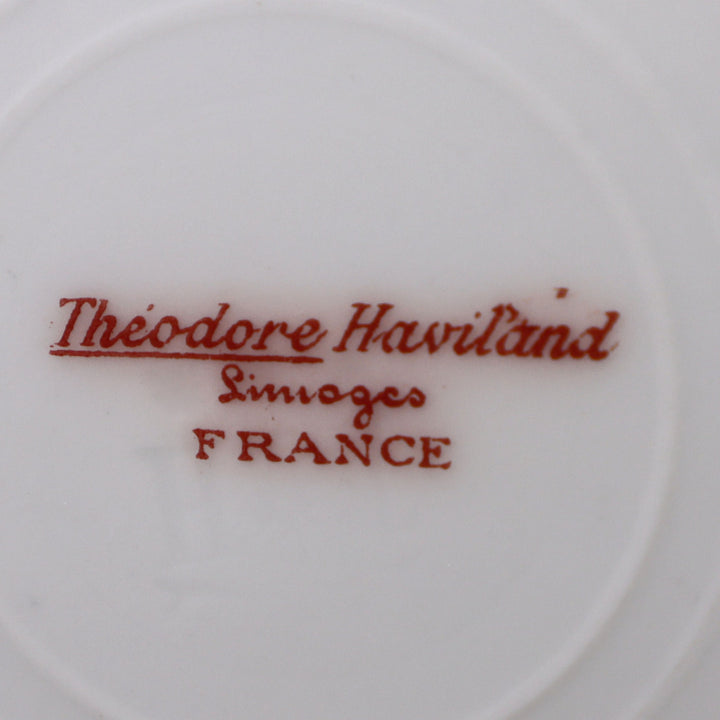 Théodore Haviland
Limoges
FRANCE